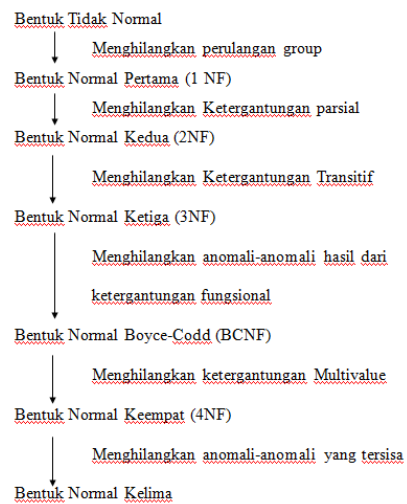 Bentuk Tidak Normal
Menghilangkan perulangan group
Bentuk Normal Pertama (1 NF)
Menghilangkan Ketergantungan parsial
Bentuk Normal Kedua (2NF)
Menghilangkan Ketergantungan Transitif
Bentuk Normal Ketiga (3NF)
Menghilangkan anomali-anomali hasil dari
ketergantungan fungsional
Bentuk Normal Boyce-Codd (BCNF)
Menghilangkan ketergantungan Multivalue
Bentuk Normal Keempat (4NF)
Menghilangkan anomali-anomali yang tersisa
Bentuk Normal Kelima